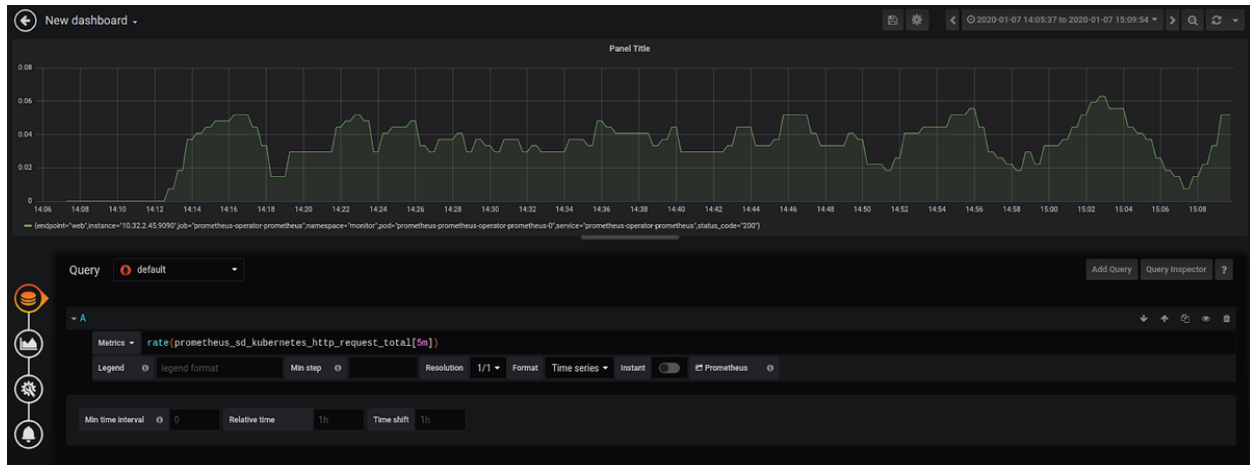 New dashboard
2020-01-07 14:05:37 to 2020-01-07 15:09:54
Panel Title
0.08
0.06
0.04
0.02
0
14:06 14:08 14:10 14:12 14:14 14:16 14:18 14:20 14:22 14:24 14:26 14:28 14:30 14:32 14:34 14:36 14:38 14:40 14:42 14:44 14:46 14:48 14:50 14:52 14:54 14:56 14:58 15:00 15:02 15:04 15:06 15:08
{endpoint="web",instance="10.32.2.45:9090",job="prometheus-operator-prometheus",namespace="monitor",pod="prometheus-prometheus-operator-prometheus-0",service="prometheus-operator-prometheus",status_code="200"}
Query default Add Query Query Inspector ?
A
Metrics rate(prometheus_sd_kubernetes_http_request_total[5m])
Legend legend format Min step Resolution 1/1 Format Time series Instant Prometheus
Min time interval 0 Relative time 1h Time shift 1h